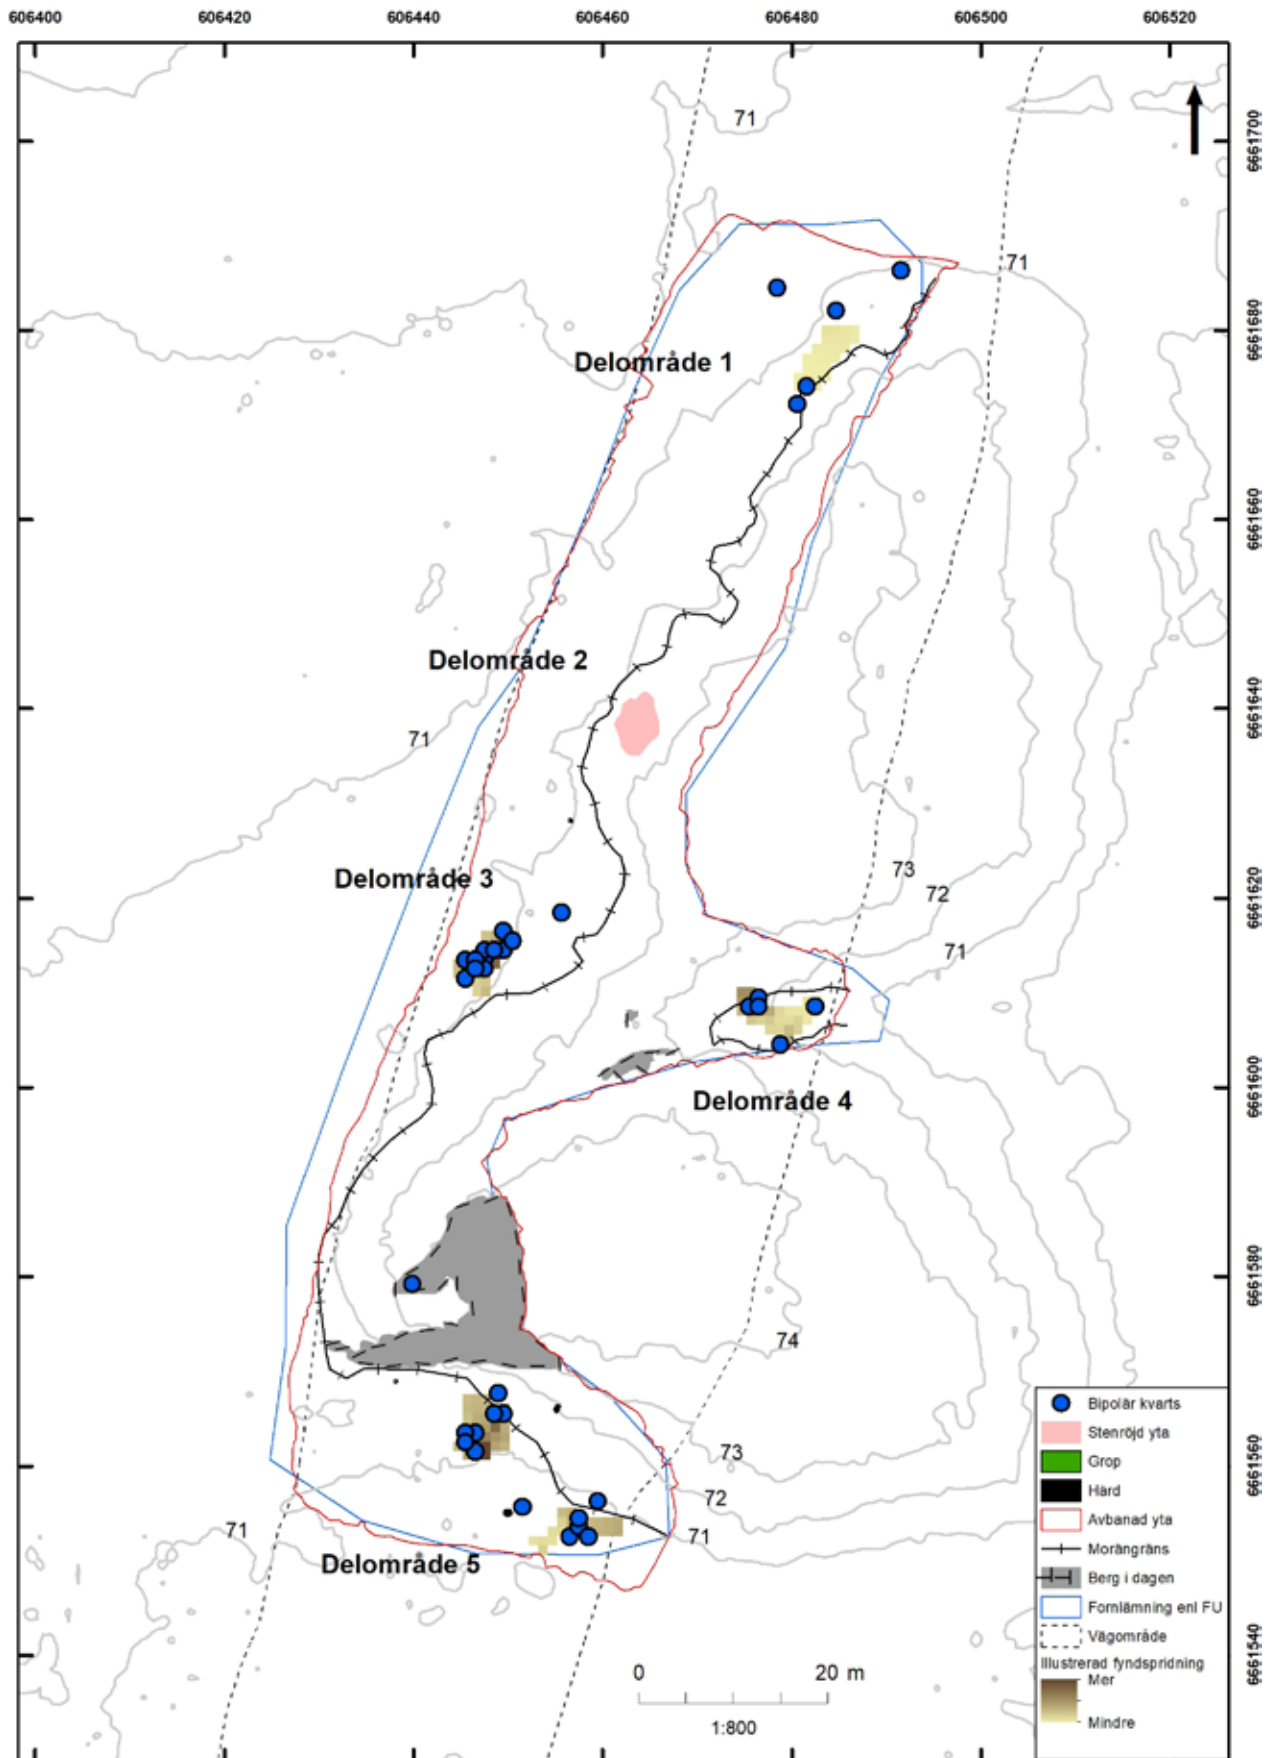 606400 606420 606440 606460 606480 606500 606520
71
6661700
71
6661680
Delområde 1
6661660
Delområde 2
6661640
71
Delområde 3
73
72
6661620
71
Delområde 4
6661600
6661580
74
73
72
6661560
71
71
Delområde 5
6661540
Bipolär kvarts
Stenröjd yta
Grop
Härd
Avbanad yta
Morängräns
Berg i dagen
Fornlämning enl FU
Vägområde
Illustrerad fyndspridning
Mer
Mindre
0 20 m
1:800